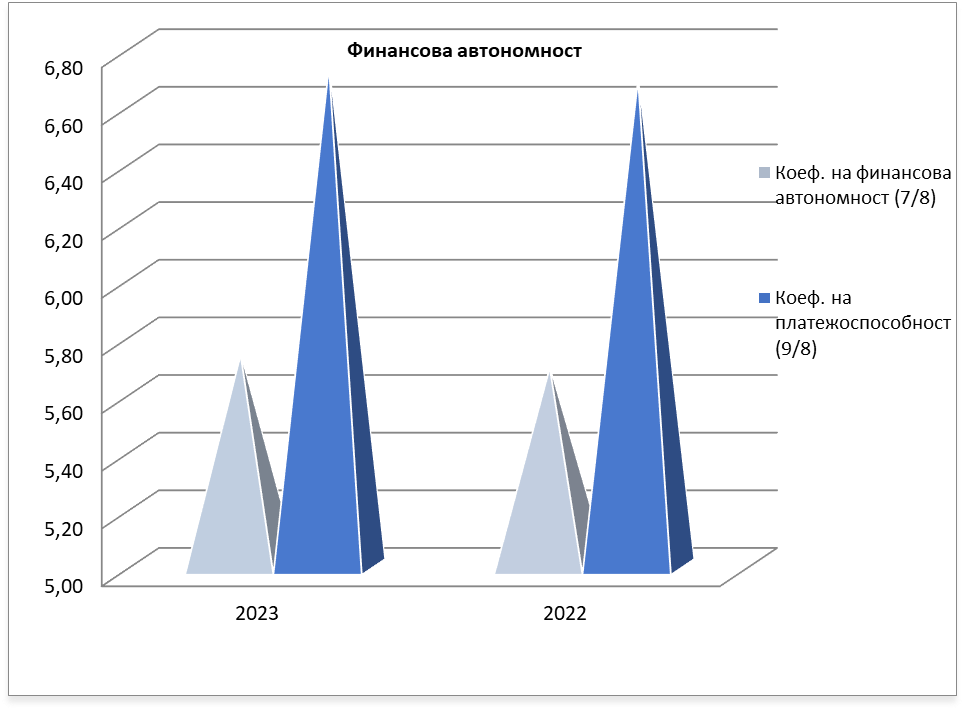 Финансова автономност
6,80
6,60
6,40
6,20
6,00
5,80
5,60
5,40
5,20
5,00
2023
2022
Коеф. на финансова
автономност (7/8)
Коеф. на
платежоспособност
(9/8)